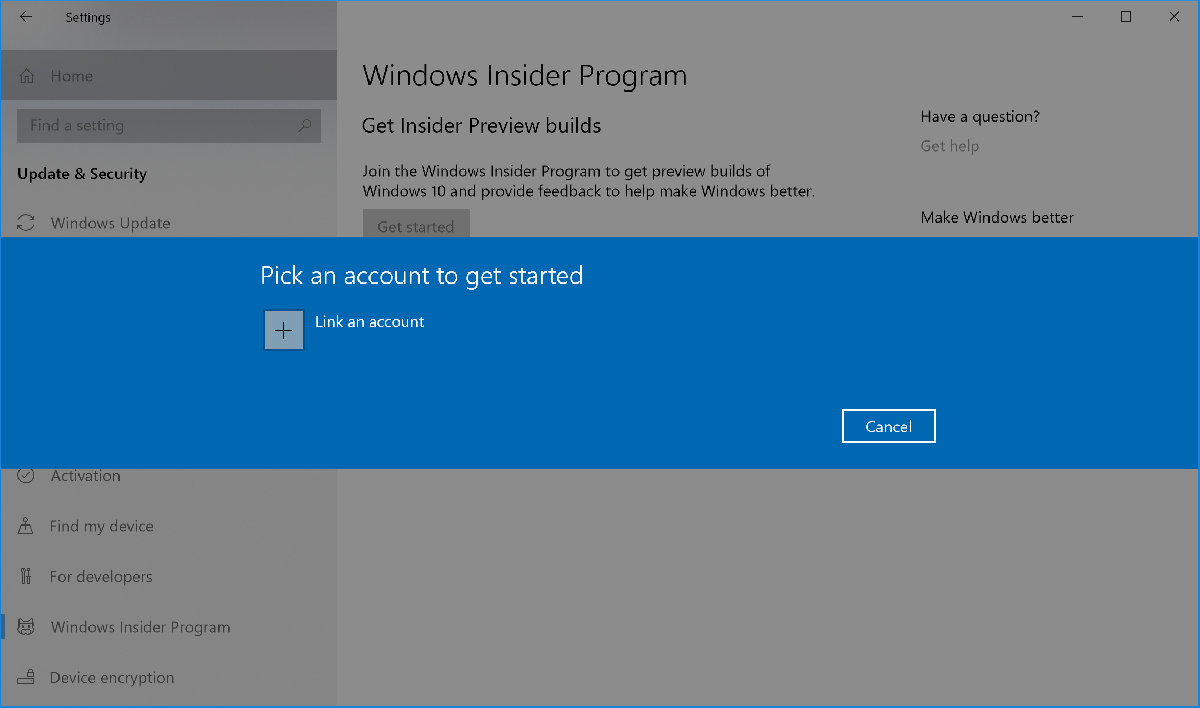 Settings
Home
Find a setting
Update & Security
Windows Update
Windows Insider Program
Get Insider Preview builds
Join the Windows Insider Program to get preview builds of
Windows 10 and provide feedback to help make Windows better.
Get started
Have a question?
Get help
Make Windows better
Pick an account to get started
Link an account
Cancel
Activation
Find my device
For developers
Windows Insider Program
Device encryption